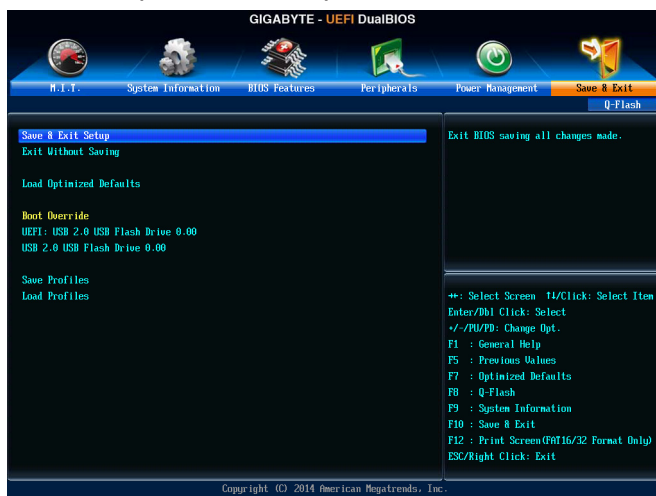 GIGABYTE - UEFI DualBIOS
M.I.T.
System Information
BIOS Features
Peripherals
Power Management
Save & Exit
Q-Flash
Save & Exit Setup
Exit Without Saving
Load Optimized Defaults
Boot Override
UEFI: USB 2.0 USB Flash Drive 0.00
USB 2.0 USB Flash Drive 0.00
Save Profiles
Load Profiles
Exit BIOS saving all changes made.
→←: Select Screen ↑↓/Click: Select Item
Enter/Dbl Click: Select
+/-/PU/PD: Change Opt.
F1 : General Help
F5 : Previous Values
F7 : Optimized Defaults
F8 : Q-Flash
F9 : System Information
F10 : Save & Exit
F12 : Print Screen(FAT16/32 Format Only)
ESC/Right Click: Exit
Copyright (C) 2014 American Megatrends, Inc.